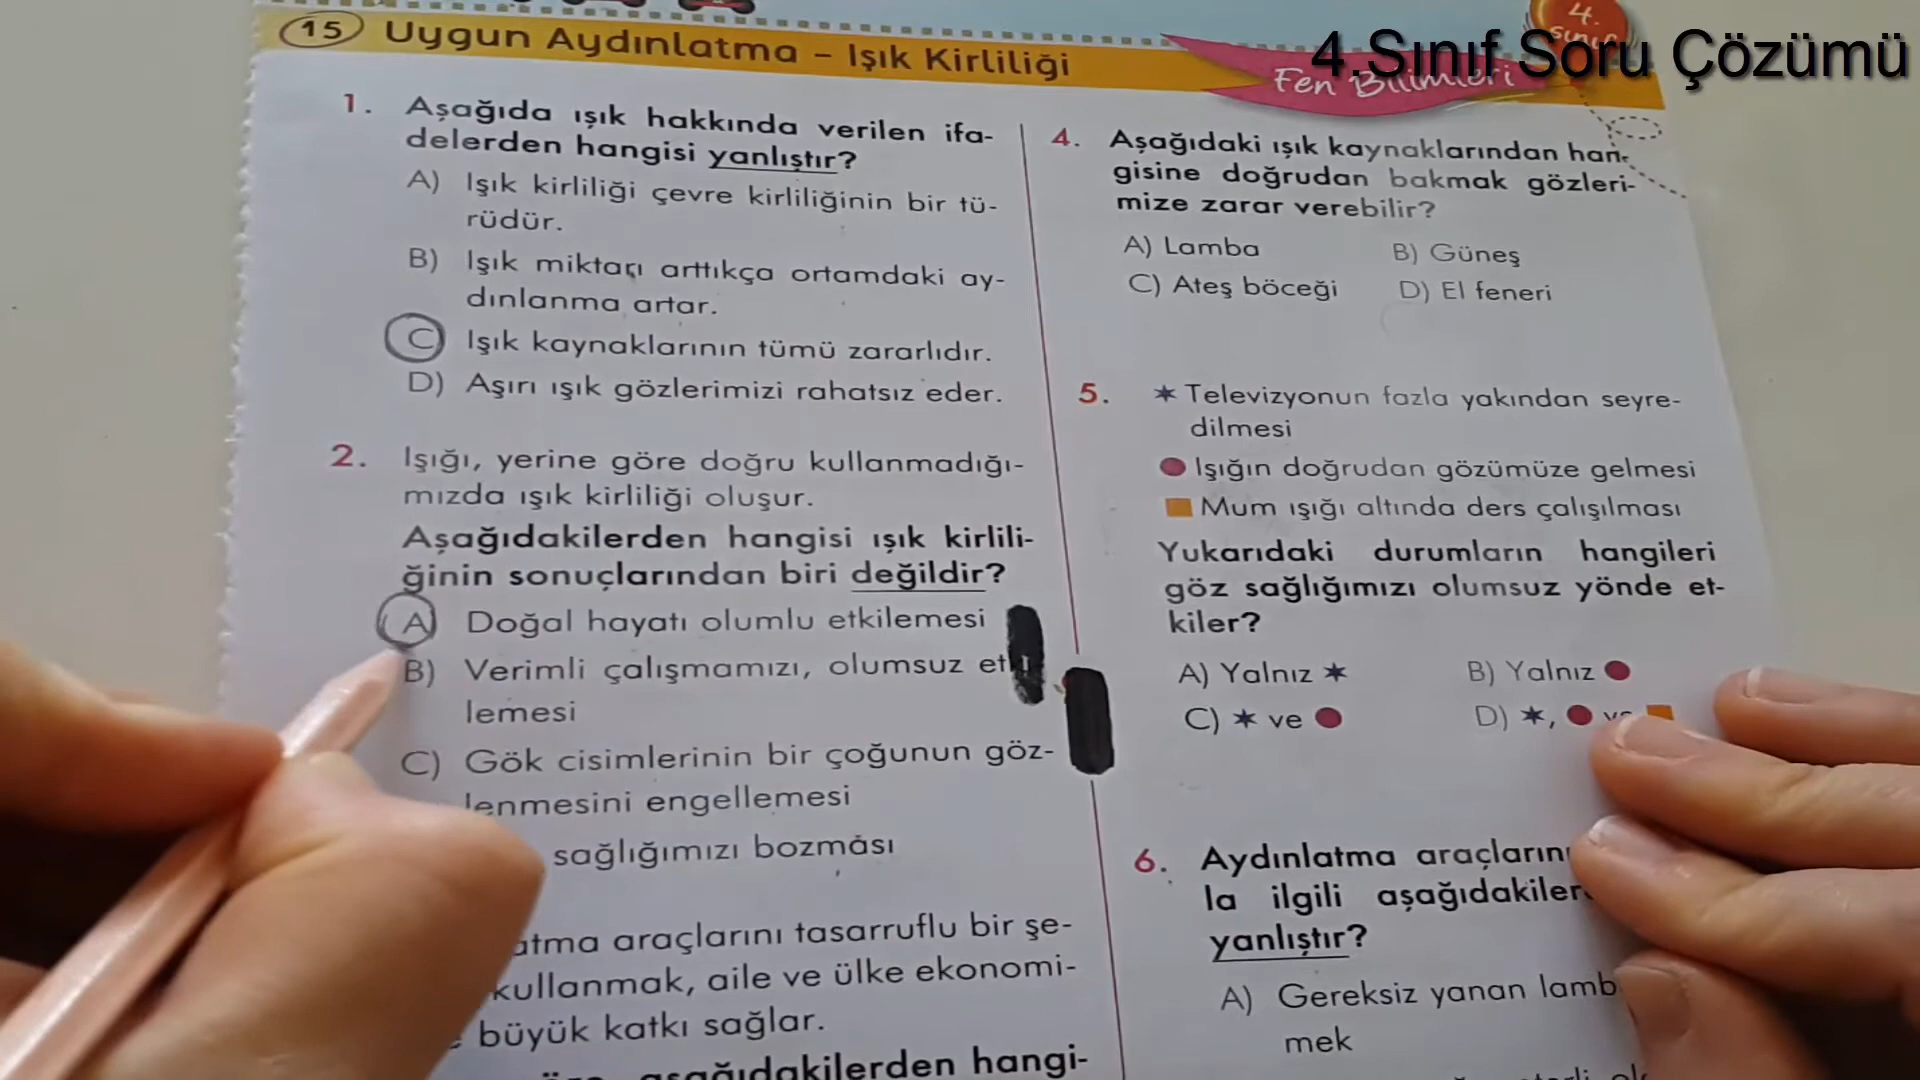 15 Uygun Aydınlatma – Işık Kirliliği
4.
sınıf
4.Sınıf Soru Çözümü
Fen Bilimleri
1. Aşağıda ışık hakkında verilen ifa-
delerden hangisi yanlıştır?
A) Işık kirliliği çevre kirliliğinin bir tü-
rüdür.
B) Işık miktarı arttıkça ortamdaki ay-
dınlanma artar.
C Işık kaynaklarının tümü zararlıdır.
D) Aşırı ışık gözlerimizi rahatsız eder.
2. Işığı, yerine göre doğru kullanmadığı-
mızda ışık kirliliği oluşur.
Aşağıdakilerden hangisi ışık kirlili-
ğinin sonuçlarından biri değildir?
A) Doğal hayatı olumlu etkilemesi
B) Verimli çalışmamızı, olumsuz et
lemesi
C) Gök cisimlerinin bir çoğunun göz-
lenmesini engellemesi
sağlığımızı bozması
atma araçlarını tasarruflu bir şe-
kullanmak, aile ve ülke ekonomi-
büyük katkı sağlar.
aşağıdakilerden hangi-
4. Aşağıdaki ışık kaynaklarından han-
gisine doğrudan bakmak gözleri-
mize zarar verebilir?
A) Lamba B) Güneş
C) Ateş böceği D) El feneri
5. ★ Televizyonun fazla yakından seyre-
dilmesi
● Işığın doğrudan gözümüze gelmesi
■ Mum ışığı altında ders çalışılması
Yukarıdaki durumların hangileri
göz sağlığımızı olumsuz yönde et-
kiler?
A) Yalnız ★ B) Yalnız ●
C) ★ ve ● D) ★, ● ve ■
6. Aydınlatma araçların
la ilgili aşağıdakiler
yanlıştır?
A) Gereksiz yanan lamb
mek